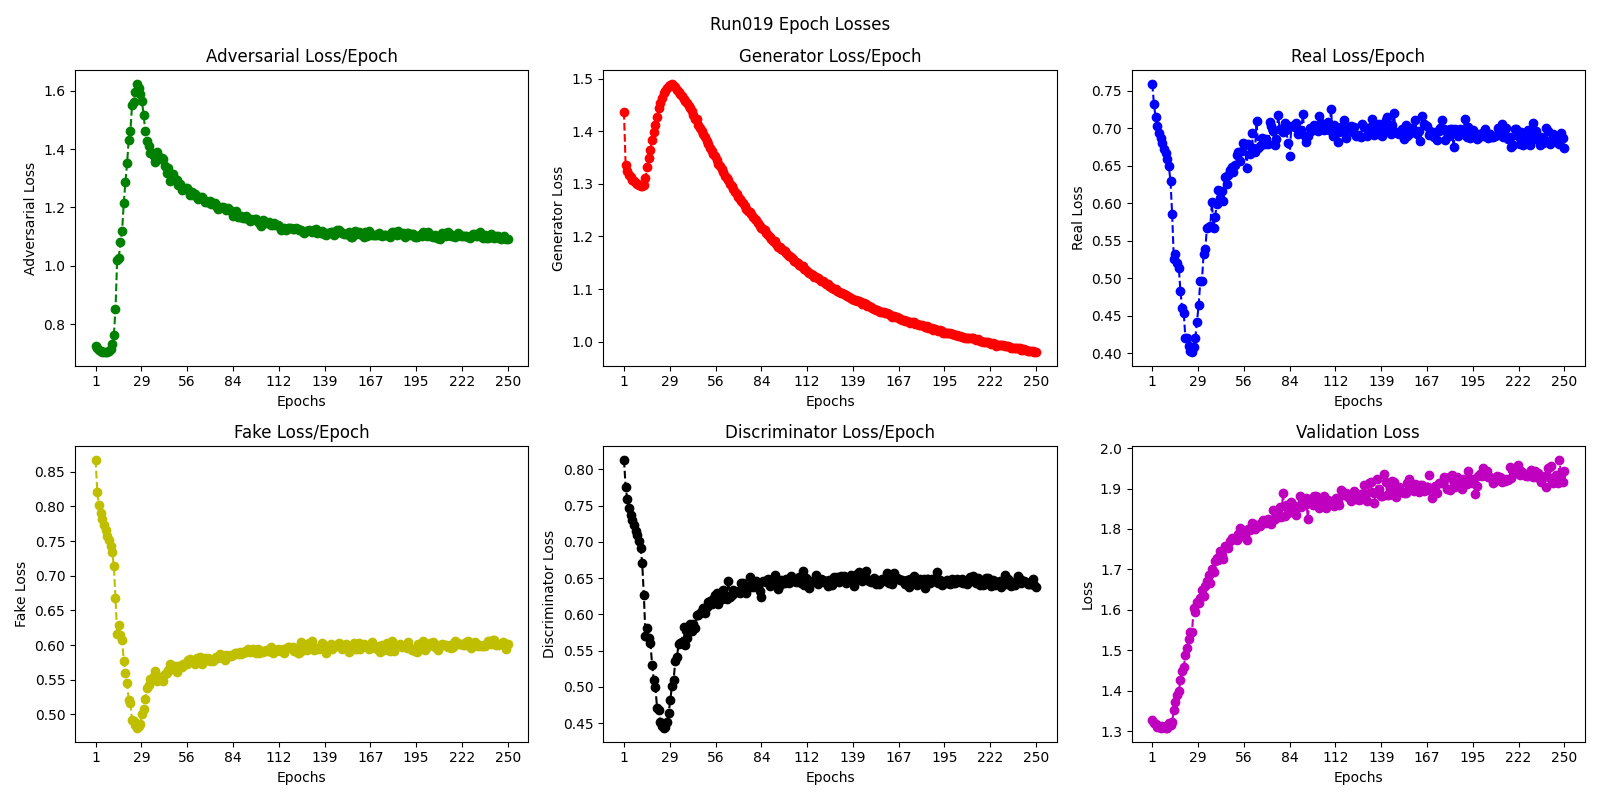 Run019 Epoch Losses
Adversarial Loss/Epoch
Adversarial Loss
1.6
1.4
1.2
1.0
0.8
1 29 56 84 112 139 167 195 222 250
Epochs
Generator Loss/Epoch
Generator Loss
1.5
1.4
1.3
1.2
1.1
1.0
1 29 56 84 112 139 167 195 222 250
Epochs
Real Loss/Epoch
Real Loss
0.75
0.70
0.65
0.60
0.55
0.50
0.45
0.40
1 29 56 84 112 139 167 195 222 250
Epochs
Fake Loss/Epoch
Fake Loss
0.85
0.80
0.75
0.70
0.65
0.60
0.55
0.50
1 29 56 84 112 139 167 195 222 250
Epochs
Discriminator Loss/Epoch
Discriminator Loss
0.80
0.75
0.70
0.65
0.60
0.55
0.50
0.45
1 29 56 84 112 139 167 195 222 250
Epochs
Validation Loss
Loss
2.0
1.9
1.8
1.7
1.6
1.5
1.4
1.3
1 29 56 84 112 139 167 195 222 250
Epochs